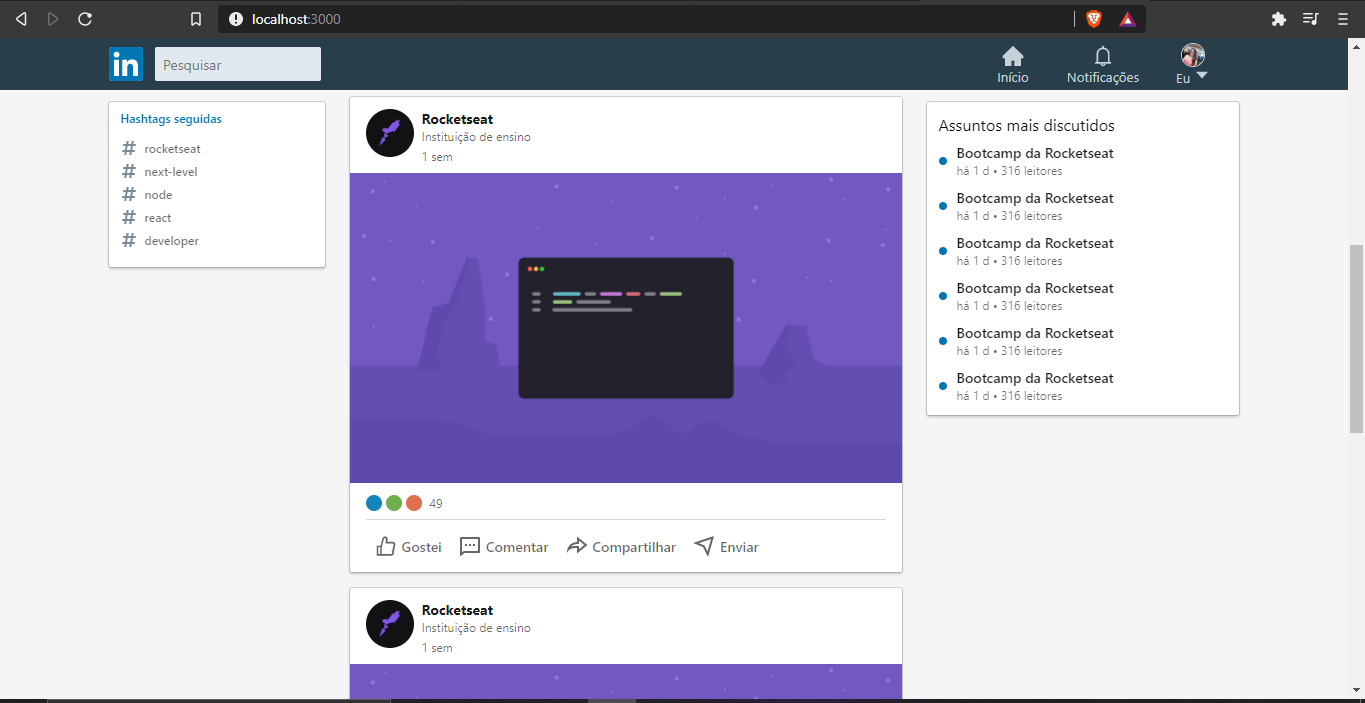 localhost:3000
in
Pesquisar
Início
Notificações
Eu
Hashtags seguidas
# rocketseat
# next-level
# node
# react
# developer
Rocketseat
Instituição de ensino
1 sem
49
Gostei
Comentar
Compartilhar
Enviar
Rocketseat
Instituição de ensino
1 sem
Assuntos mais discutidos
Bootcamp da Rocketseat
há 1 d • 316 leitores
Bootcamp da Rocketseat
há 1 d • 316 leitores
Bootcamp da Rocketseat
há 1 d • 316 leitores
Bootcamp da Rocketseat
há 1 d • 316 leitores
Bootcamp da Rocketseat
há 1 d • 316 leitores
Bootcamp da Rocketseat
há 1 d • 316 leitores